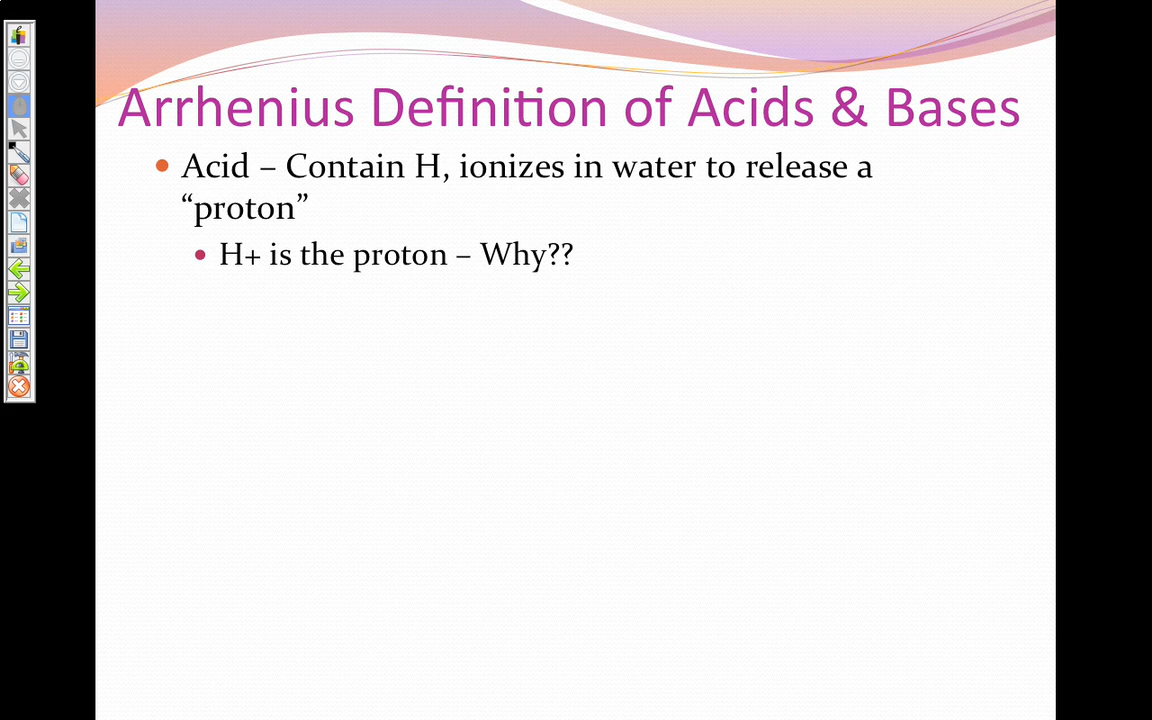 Arrhenius Definition of Acids & Bases
Acid – Contain H, ionizes in water to release a
“proton”
H+ is the proton – Why??